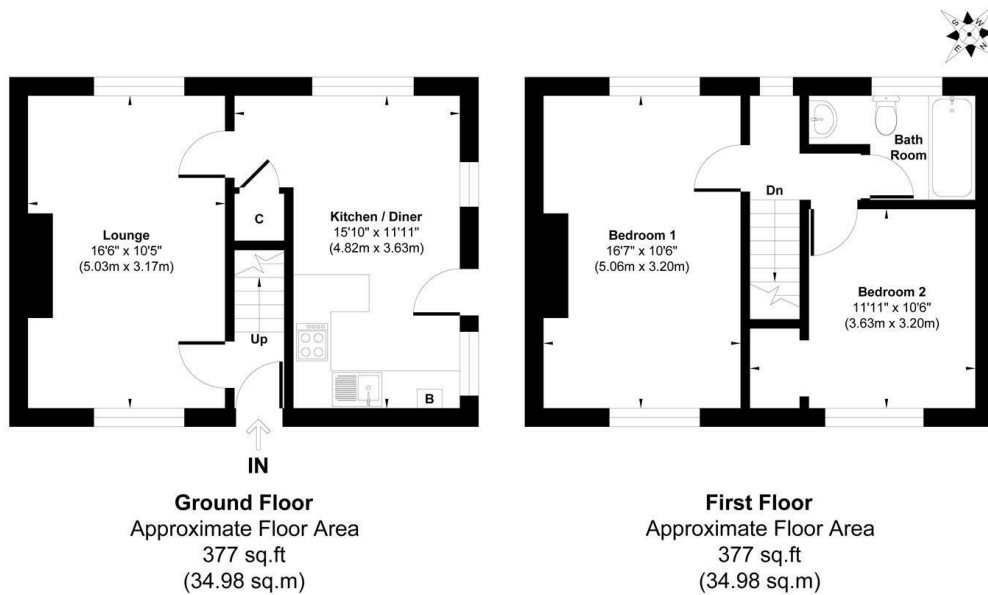 S
W
E
N
Lounge
16'6" x 10'5"
(5.03m x 3.17m)
C
Up
Kitchen / Diner
15'10" x 11'11"
(4.82m x 3.63m)
B
IN
Ground Floor
Approximate Floor Area
377 sq.ft
(34.98 sq.m)
Bedroom 1
16'7" x 10'6"
(5.06m x 3.20m)
Dn
Bath
Room
Bedroom 2
11'11" x 10'6"
(3.63m x 3.20m)
First Floor
Approximate Floor Area
377 sq.ft
(34.98 sq.m)